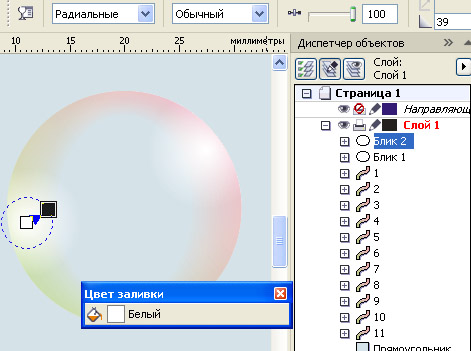 Радиальные Обычный 100
39
10 15 20 25 миллиметры
Диспетчер объектов
Слой:
Слой 1
Страница 1
Направляющ
Слой 1
Блик 2
Блик 1
1
2
3
4
5
6
7
8
9
10
11
Прямоугольник
Цвет заливки
Белый